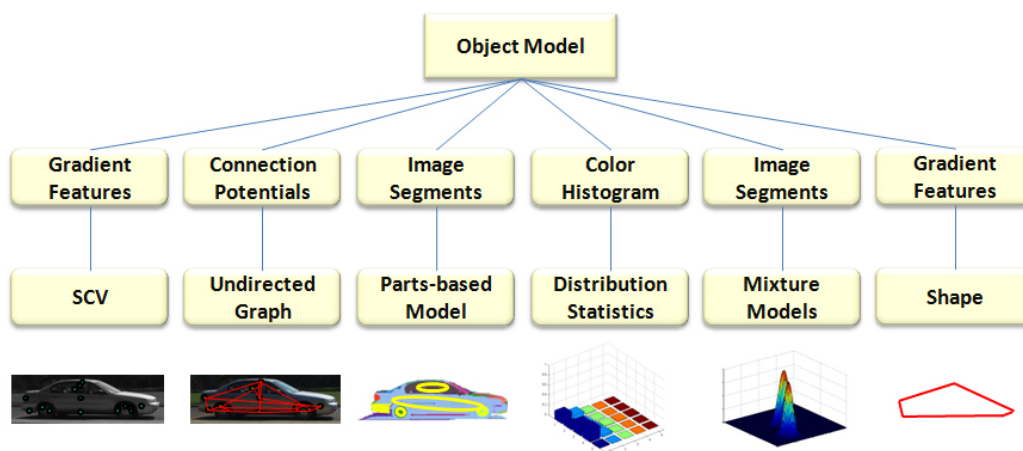 Object Model
Gradient
Features
Connection
Potentials
Image
Segments
Color
Histogram
Image
Segments
Gradient
Features
SCV
Undirected
Graph
Parts-based
Model
Distribution
Statistics
Mixture
Models
Shape